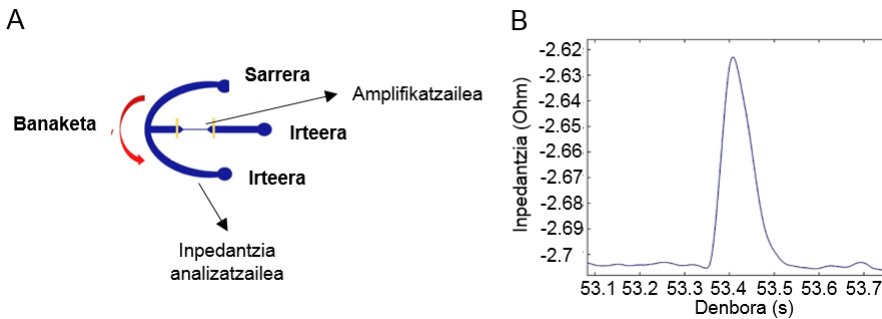 A
Sarrera
Amplifikatzailea
Banaketa
Irteera
Irteera
Inpedantzia
analizatzailea
B
Inpedantzia (Ohm)
-2.62
-2.63
-2.64
-2.66
-2.67
-2.68
-2.69
-2.7
53.1 53.2 53.3 53.4 53.5 53.6 53.7
Denbora (s)